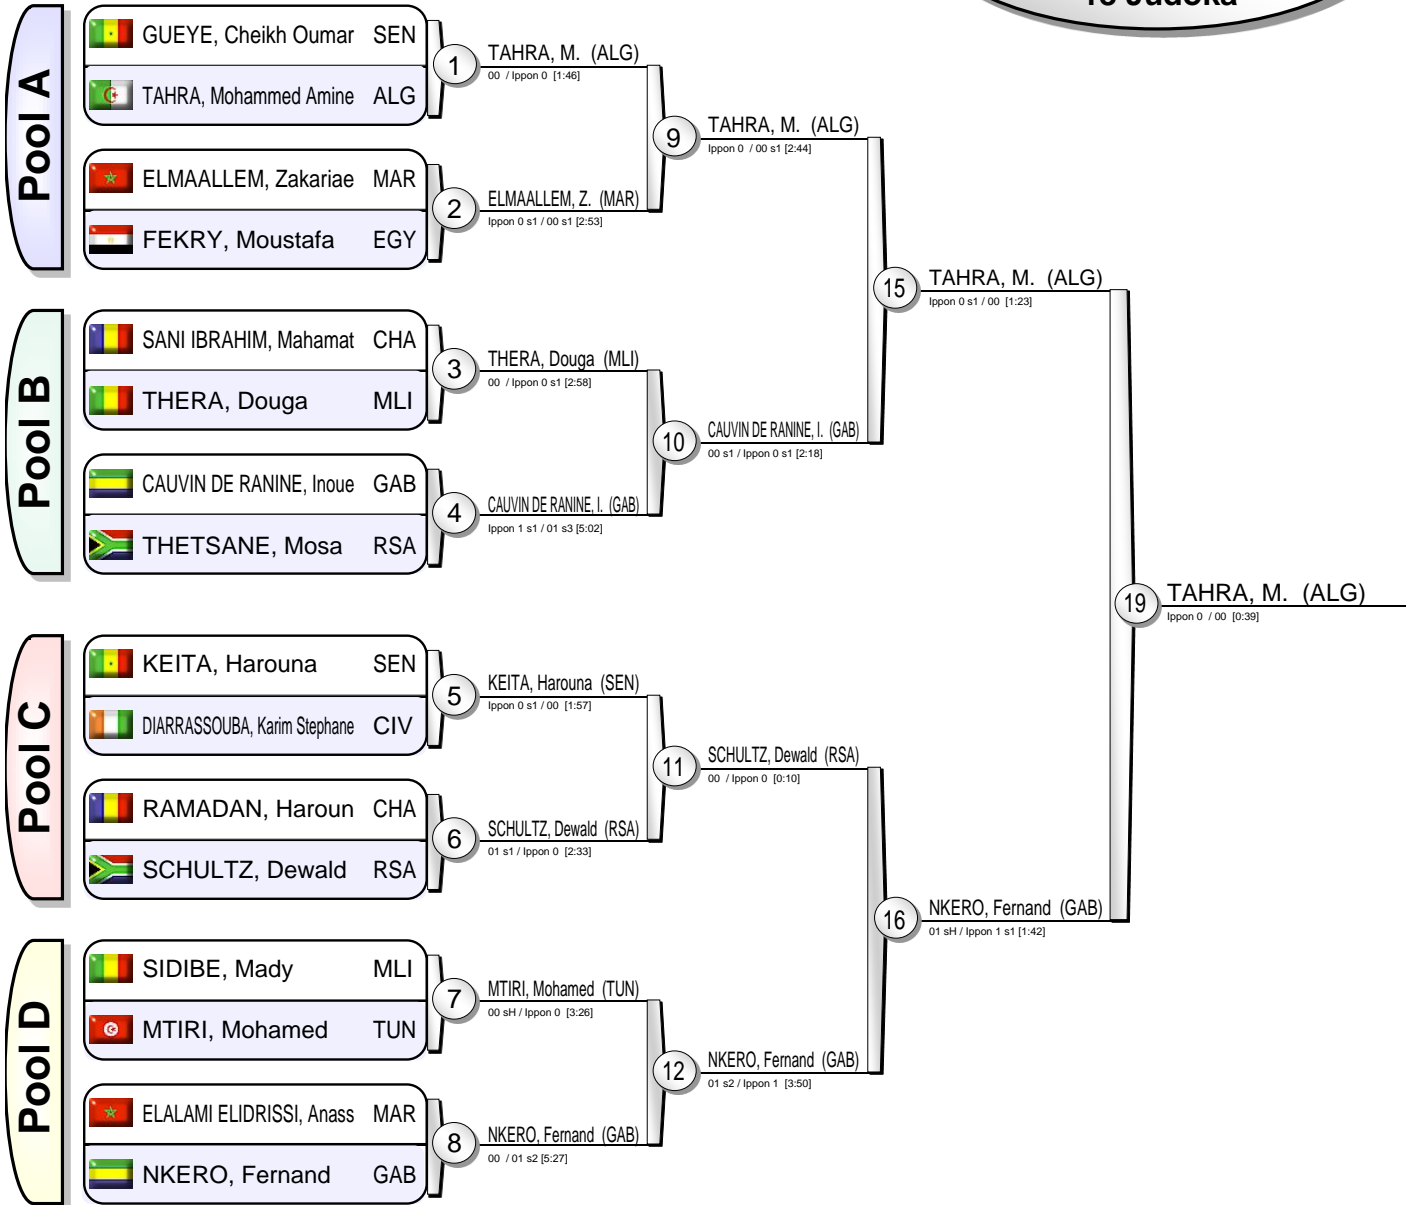 16 Judoka
Pool A
GUEYE, Cheikh Oumar SEN
TAHRA, Mohammed Amine ALG
ELMAALLEM, Zakariae MAR
FEKRY, Moustafa EGY
Pool B
SANI IBRAHIM, Mahamat CHA
THERA, Douga MLI
CAUVIN DE RANINE, Inoue GAB
THETSANE, Mosa RSA
Pool C
KEITA, Harouna SEN
DIARRASSOUBA, Karim Stephane CIV
RAMADAN, Haroun CHA
SCHULTZ, Dewald RSA
Pool D
SIDIBE, Mady MLI
MTIRI, Mohamed TUN
ELALAMI ELIDRISSI, Anass MAR
NKERO, Fernand GAB
1
TAHRA, M. (ALG)
00 / Ippon 0 [1:46]
2
ELMAALLEM, Z. (MAR)
Ippon 0 s1 / 00 s1 [2:53]
3
THERA, Douga (MLI)
00 / Ippon 0 s1 [2:58]
4
CAUVIN DE RANINE, I. (GAB)
Ippon 1 s1 / 01 s3 [5:02]
5
KEITA, Harouna (SEN)
Ippon 0 s1 / 00 [1:57]
6
SCHULTZ, Dewald (RSA)
01 s1 / Ippon 0 [2:33]
7
MTIRI, Mohamed (TUN)
00 sH / Ippon 0 [3:26]
8
NKERO, Fernand (GAB)
00 / 01 s2 [5:27]
9
TAHRA, M. (ALG)
Ippon 0 / 00 s1 [2:44]
10
CAUVIN DE RANINE, I. (GAB)
00 s1 / Ippon 0 s1 [2:18]
11
SCHULTZ, Dewald (RSA)
00 / Ippon 0 [0:10]
12
NKERO, Fernand (GAB)
01 s2 / Ippon 1 [3:50]
15
TAHRA, M. (ALG)
Ippon 0 s1 / 00 [1:23]
16
NKERO, Fernand (GAB)
01 sH / Ippon 1 s1 [1:42]
19
TAHRA, M. (ALG)
Ippon 0 / 00 [0:39]